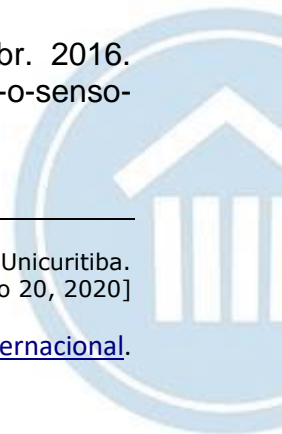 br. 2016.
-o-senso-
Unicuritiba.
o 20, 2020]
ernacional.